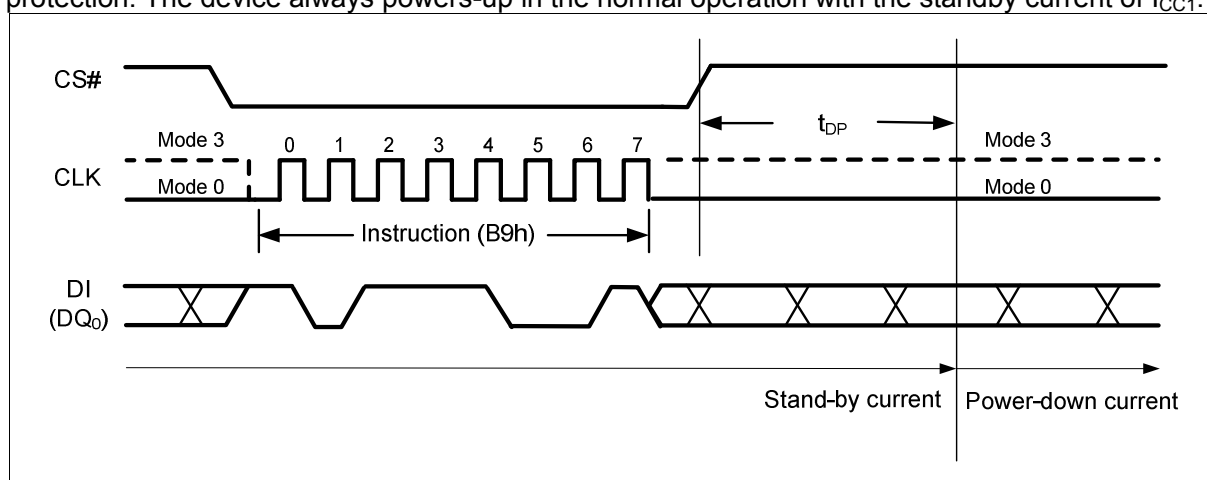 protection. The device always powers-up in the normal operation with the standby current of ICC1.
CS#
tDP
Mode 3
0 1 2 3 4 5 6 7
Mode 3
CLK
Mode 0
Mode 0
Instruction (B9h)
DI
(DQ0)
Stand-by current
Power-down current